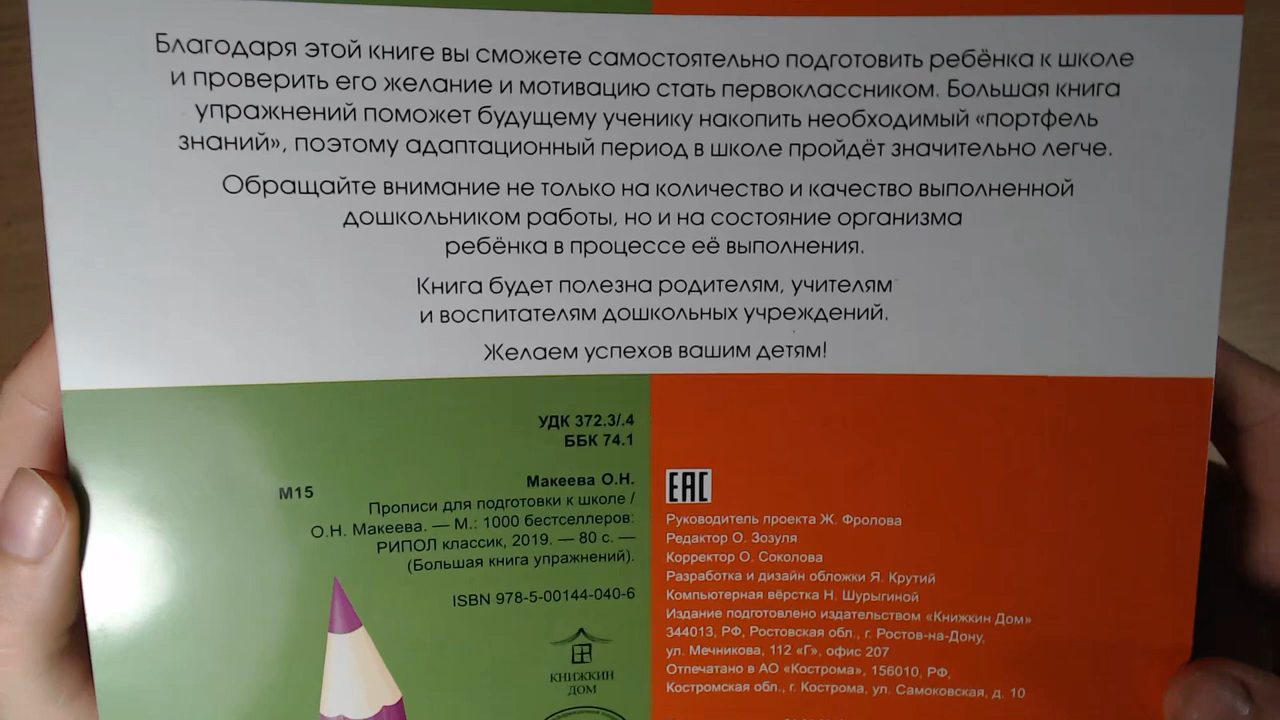 Благодаря этой книге вы сможете самостоятельно подготовить ребёнка к школе
и проверить его желание и мотивацию стать первоклассником. Большая книга
упражнений поможет будущему ученику накопить необходимый «портфель
знаний», поэтому адаптационный период в школе пройдёт значительно легче.
Обращайте внимание не только на количество и качество выполненной
дошкольником работы, но и на состояние организма
ребёнка в процессе её выполнения.
Книга будет полезна родителям, учителям
и воспитателям дошкольных учреждений.
Желаем успехов вашим детям!
УДК 372.3/.4
ББК 74.1
Макеева О.Н.
М15
Прописи для подготовки к школе /
О.Н. Макеева. — М.: 1000 бестселлеров:
РИПОЛ классик, 2019. — 80 с. —
(Большая книга упражнений).
ISBN 978-5-00144-040-6
КНИЖКИН
ДОМ
EAC
Руководитель проекта Ж. Фролова
Редактор О. Зозуля
Корректор О. Соколова
Разработка и дизайн обложки Я. Крутий
Компьютерная вёрстка Н. Шурыгиной
Издание подготовлено издательством «Книжкин Дом»
344013, РФ, Ростовская обл., г. Ростов-на-Дону,
ул. Мечникова, 112 «Г», офис 207
Отпечатано в АО «Кострома», 156010, РФ,
Костромская обл., г. Кострома, ул. Самоковская, д. 10